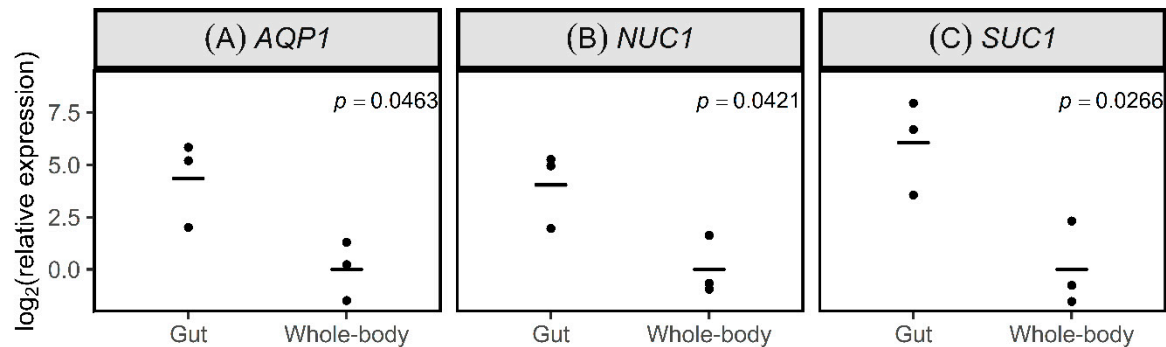 (A) AQP1
(B) NUC1
(C) SUC1
log₂(relative expression)
7.5
5.0
2.5
0.0
p = 0.0463
p = 0.0421
p = 0.0266
Gut
Whole-body
Gut
Whole-body
Gut
Whole-body